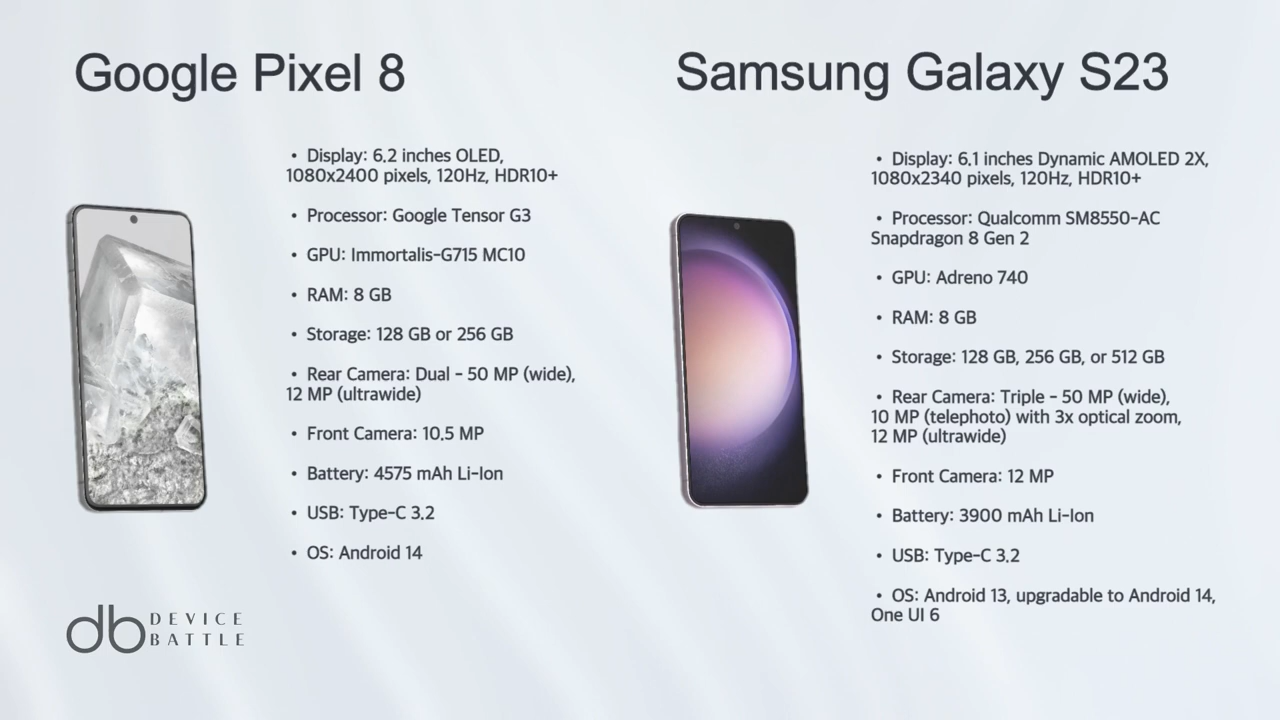 Google Pixel 8
• Display: 6.2 inches OLED,
1080x2400 pixels, 120Hz, HDR10+
• Processor: Google Tensor G3
• GPU: Immortalis-G715 MC10
• RAM: 8 GB
• Storage: 128 GB or 256 GB
• Rear Camera: Dual - 50 MP (wide),
12 MP (ultrawide)
• Front Camera: 10.5 MP
• Battery: 4575 mAh Li-Ion
• USB: Type-C 3.2
• OS: Android 14
db DEVICE
BATTLE
Samsung Galaxy S23
• Display: 6.1 inches Dynamic AMOLED 2X,
1080x2340 pixels, 120Hz, HDR10+
• Processor: Qualcomm SM8550-AC
Snapdragon 8 Gen 2
• GPU: Adreno 740
• RAM: 8 GB
• Storage: 128 GB, 256 GB, or 512 GB
• Rear Camera: Triple - 50 MP (wide),
10 MP (telephoto) with 3x optical zoom,
12 MP (ultrawide)
• Front Camera: 12 MP
• Battery: 3900 mAh Li-Ion
• USB: Type-C 3.2
• OS: Android 13, upgradable to Android 14,
One UI 6